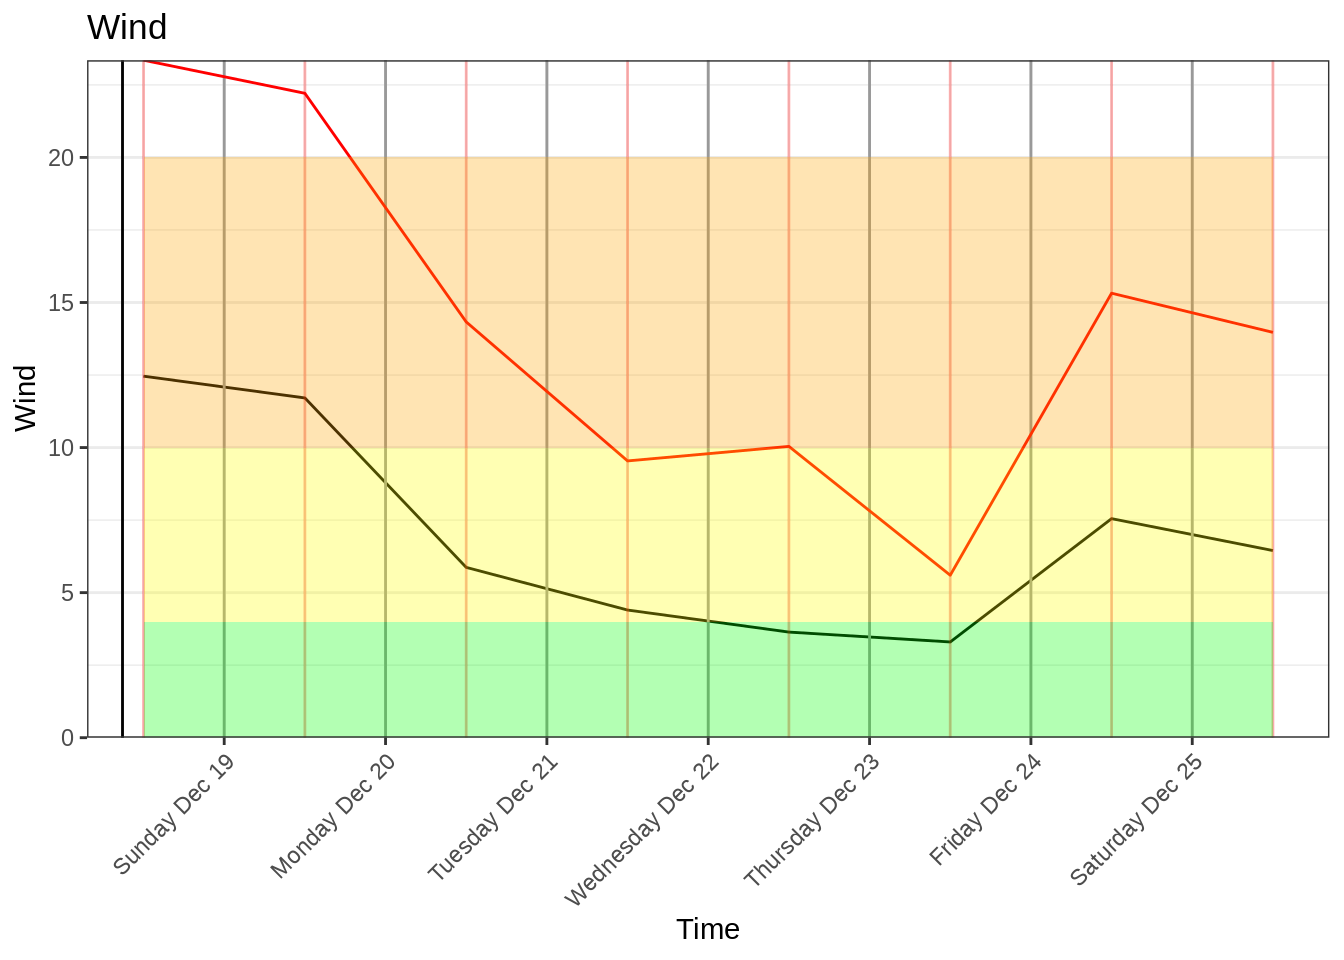 Wind
20
15
10
5
0
Wind
Sunday Dec 19
Monday Dec 20
Tuesday Dec 21
Wednesday Dec 22
Thursday Dec 23
Friday Dec 24
Saturday Dec 25
Time